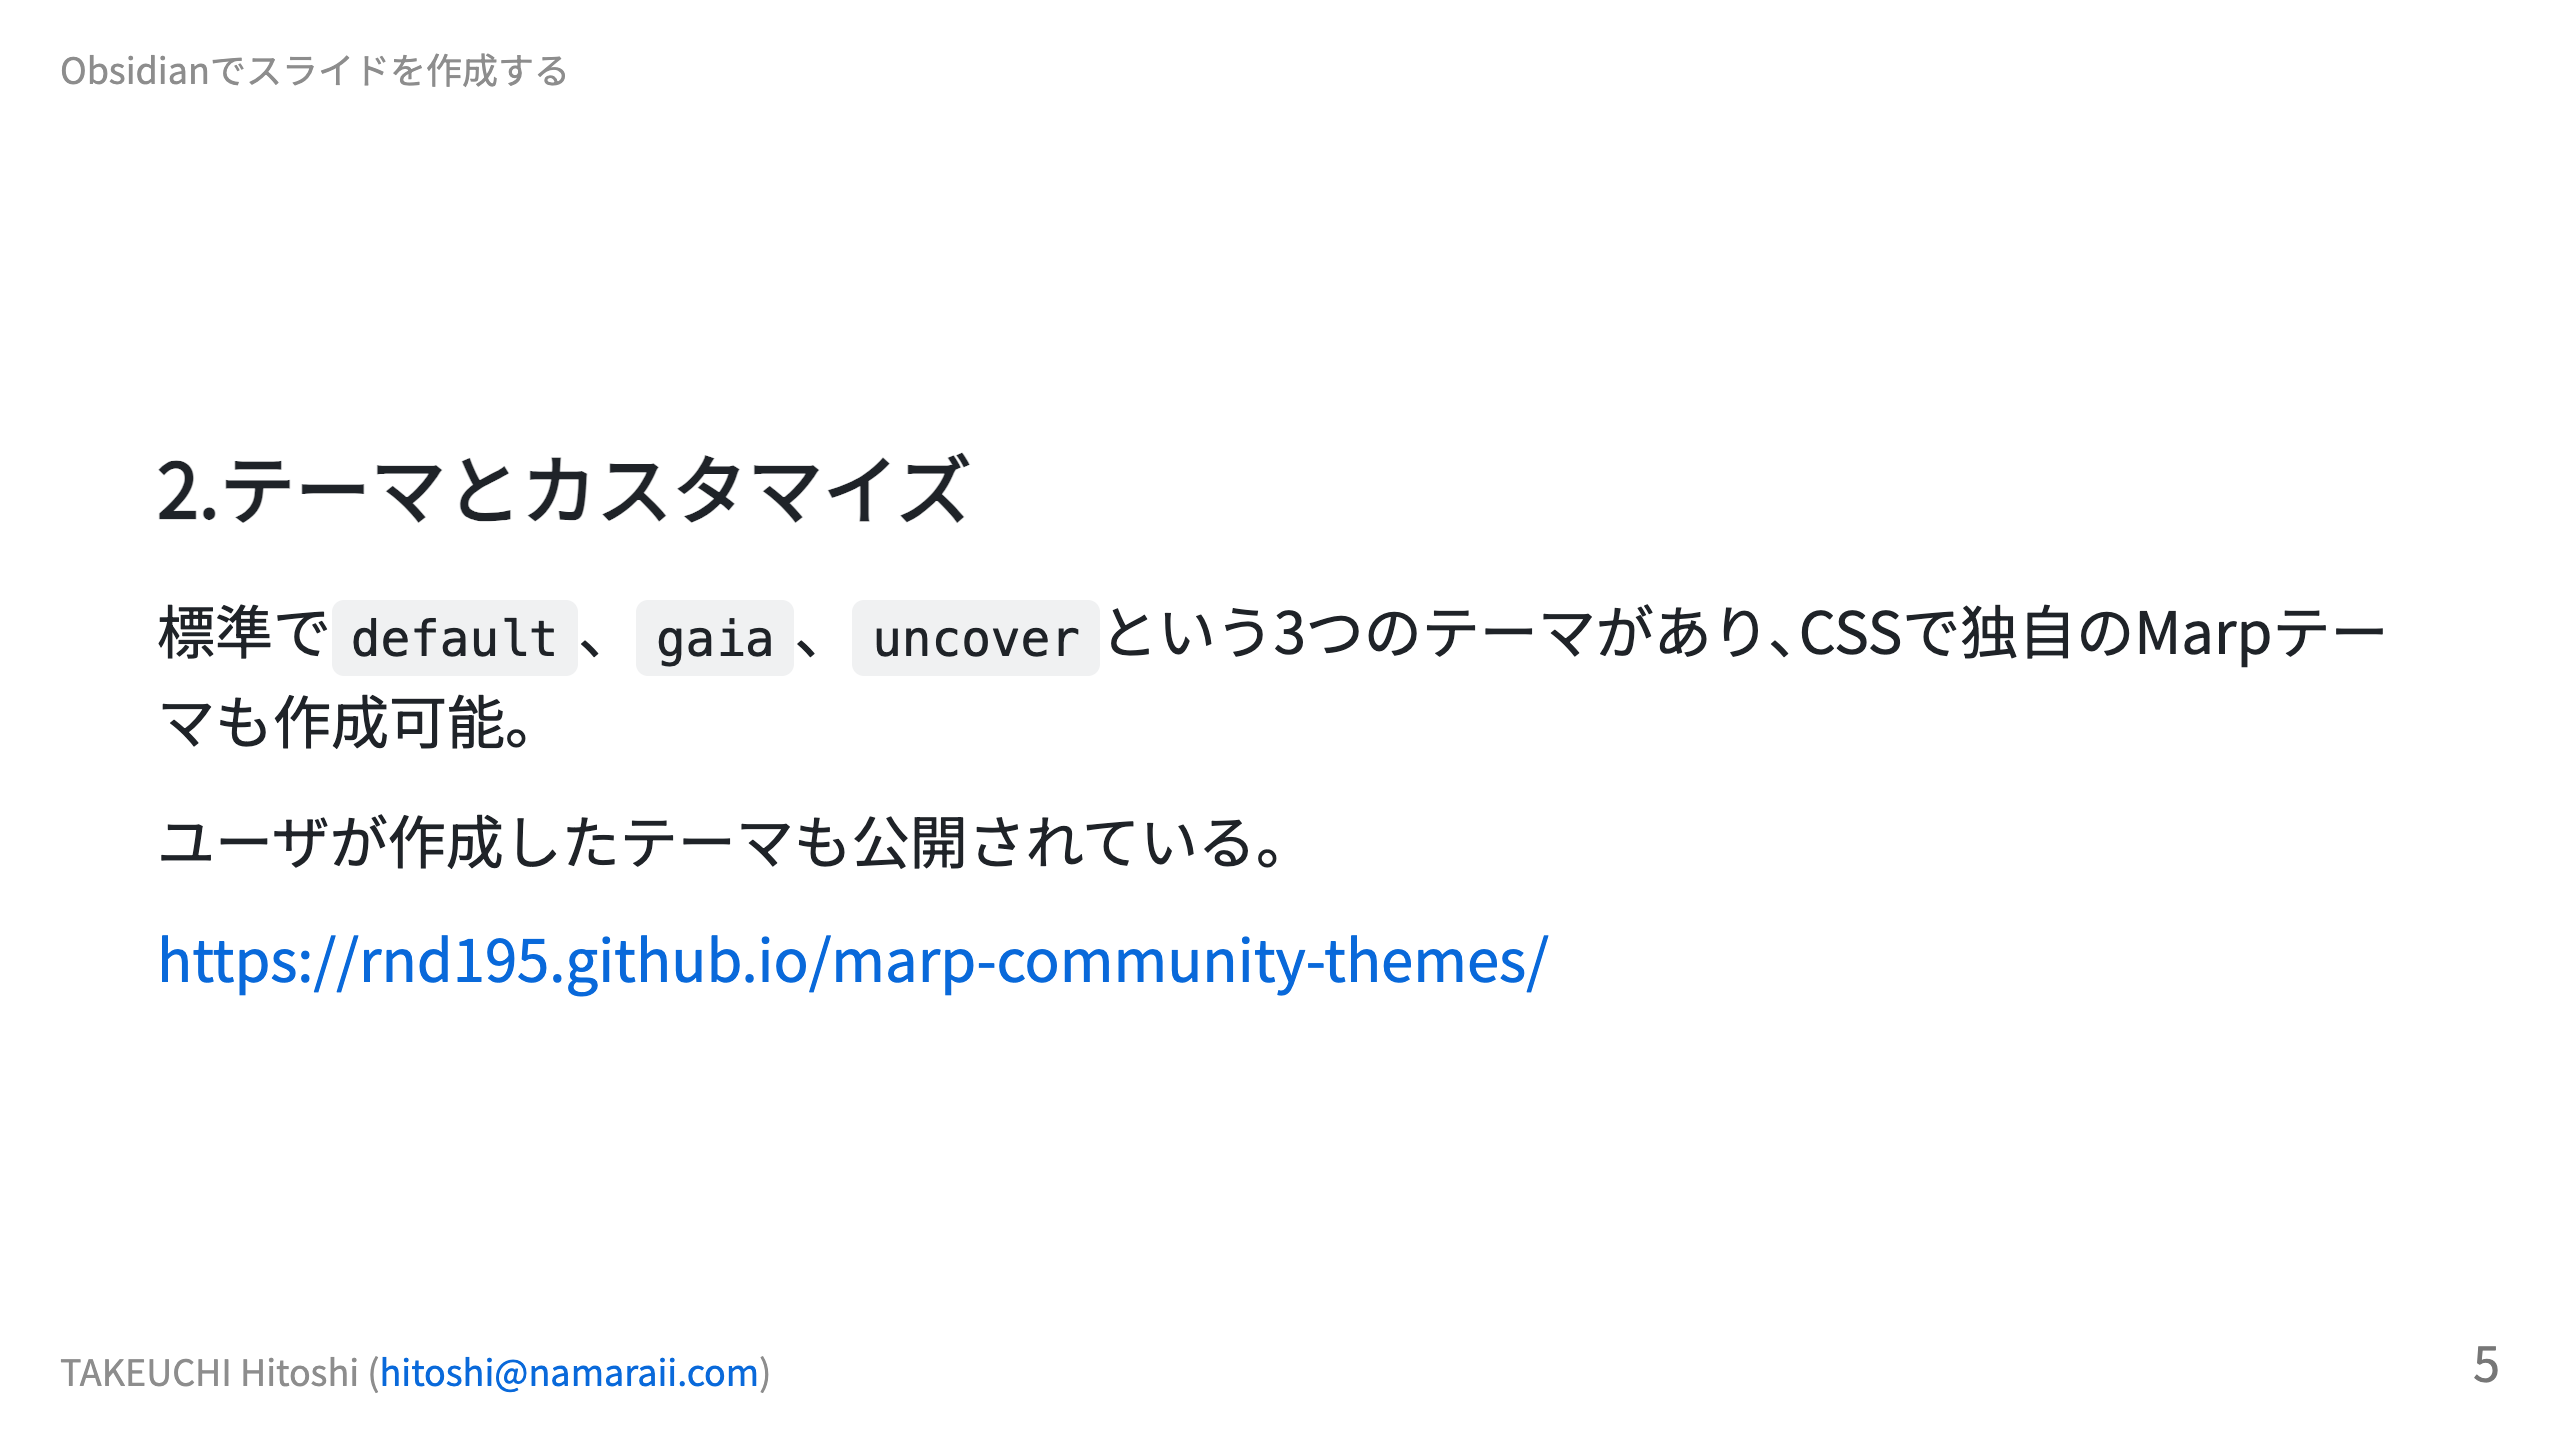 Obsidianでスライドを作成する
2.テーマとカスタマイズ
標準でdefault、gaia、uncoverという3つのテーマがあり、CSSで独自のMarpテー
マも作成可能。
ユーザが作成したテーマも公開されている。
https://rnd195.github.io/marp-community-themes/
TAKEUCHI Hitoshi (hitoshi@namaraii.com)
5